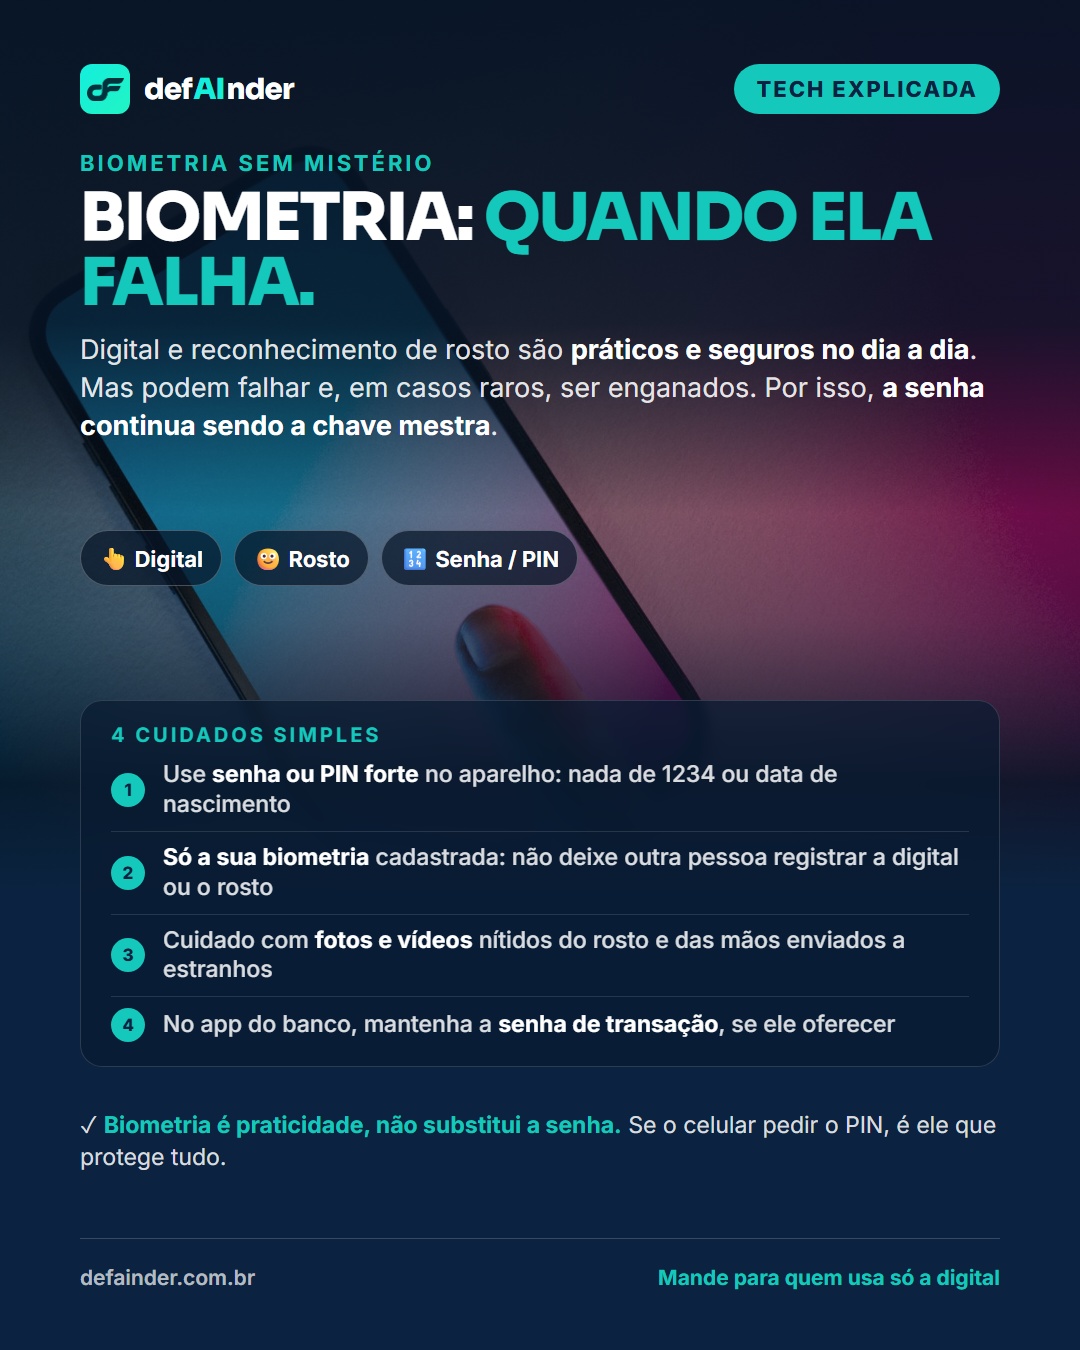 defAInder
TECH EXPLICADA
BIOMETRIA SEM MISTÉRIO
BIOMETRIA: QUANDO ELA
FALHA.
Digital e reconhecimento de rosto são práticos e seguros no dia a dia.
Mas podem falhar e, em casos raros, ser enganados. Por isso, a senha
continua sendo a chave mestra.
👆 Digital
🙂 Rosto
🔢 Senha / PIN
4 CUIDADOS SIMPLES
1 Use senha ou PIN forte no aparelho: nada de 1234 ou data de
nascimento
2 Só a sua biometria cadastrada: não deixe outra pessoa registrar a digital
ou o rosto
3 Cuidado com fotos e vídeos nítidos do rosto e das mãos enviados a
estranhos
4 No app do banco, mantenha a senha de transação, se ele oferecer
✓ Biometria é praticidade, não substitui a senha. Se o celular pedir o PIN, é ele que
protege tudo.
defainder.com.br
Mande para quem usa só a digital